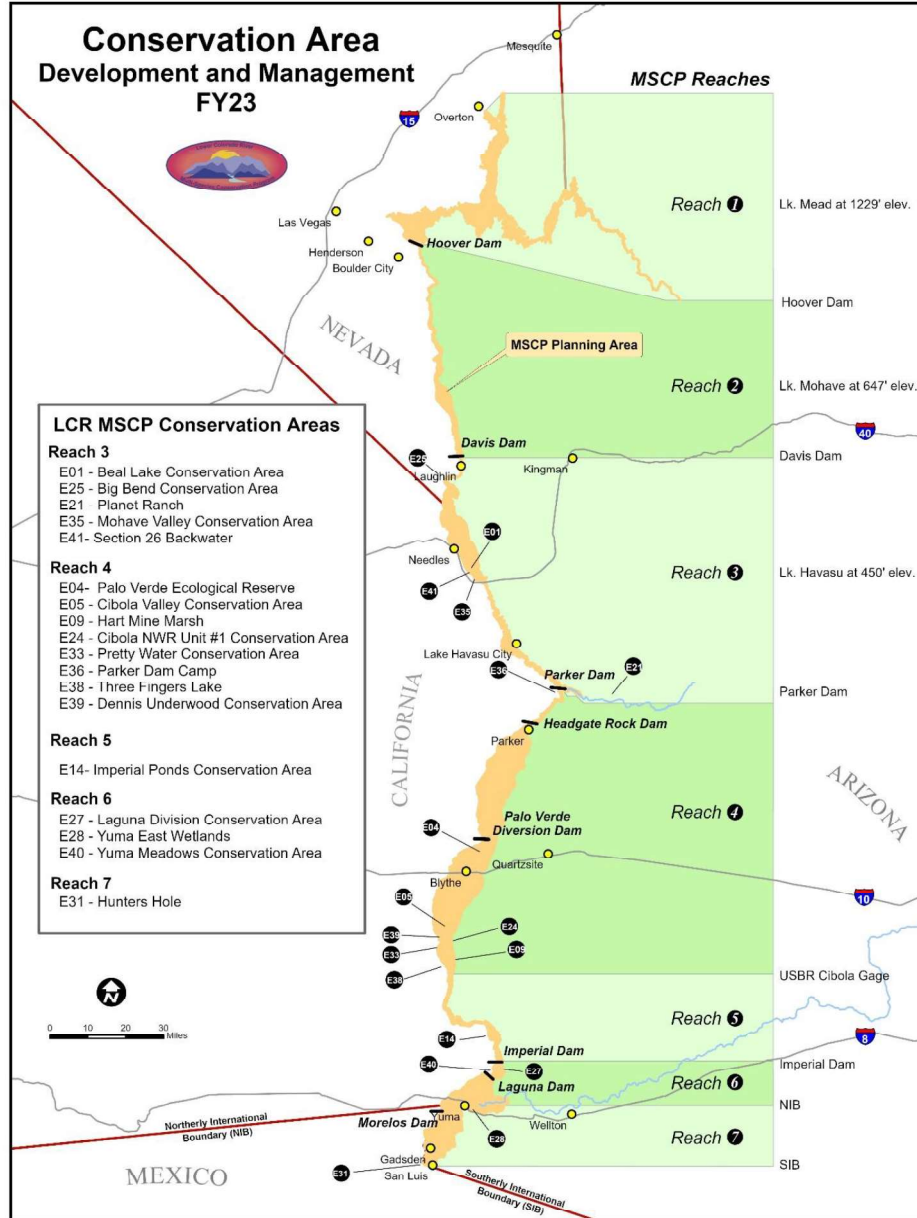 Conservation Area
Development and Management
FY23
MSCP Reaches
Mesquite
Overton
15
Las Vegas
Henderson
Boulder City
Hoover Dam
Reach 1
Lk. Mead at 1229' elev.
Hoover Dam
NEVADA
MSCP Planning Area
Reach 2
Lk. Mohave at 647' elev.
40
Davis Dam
Davis Dam
E25
Laughlin
Kingman
LCR MSCP Conservation Areas
Reach 3
E01 - Beal Lake Conservation Area
E25 - Big Bend Conservation Area
E21 - Planet Ranch
E35 - Mohave Valley Conservation Area
E41- Section 26 Backwater
Reach 4
E04- Palo Verde Ecological Reserve
E05 - Cibola Valley Conservation Area
E09 - Hart Mine Marsh
E24 - Cibola NWR Unit #1 Conservation Area
E33 - Pretty Water Conservation Area
E36 - Parker Dam Camp
E38 - Three Fingers Lake
E39 - Dennis Underwood Conservation Area
Reach 5
E14- Imperial Ponds Conservation Area
Reach 6
E27 - Laguna Division Conservation Area
E28 - Yuma East Wetlands
E40 - Yuma Meadows Conservation Area
Reach 7
E31 - Hunters Hole
E01
Needles
E41
E35
Reach 3
Lk. Havasu at 450' elev.
Lake Havasu City
E36
Parker Dam
E21
Parker Dam
Headgate Rock Dam
Parker
CALIFORNIA
ARIZONA
Reach 4
E04
Palo Verde
Diversion Dam
Quartzsite
Blythe
10
E05
E24
E39
E33
E09
E38
USBR Cibola Gage
N
0 10 20 30
Miles
Reach 5
E14
8
Imperial Dam
Imperial Dam
E40
E27
Laguna Dam
Reach 6
NIB
Northerly International
Boundary (NIB)
Yuma
Morelos Dam
E28
Wellton
Reach 7
MEXICO
Gadsden
E31
San Luis
SIB
Southerly International
Boundary (SIB)